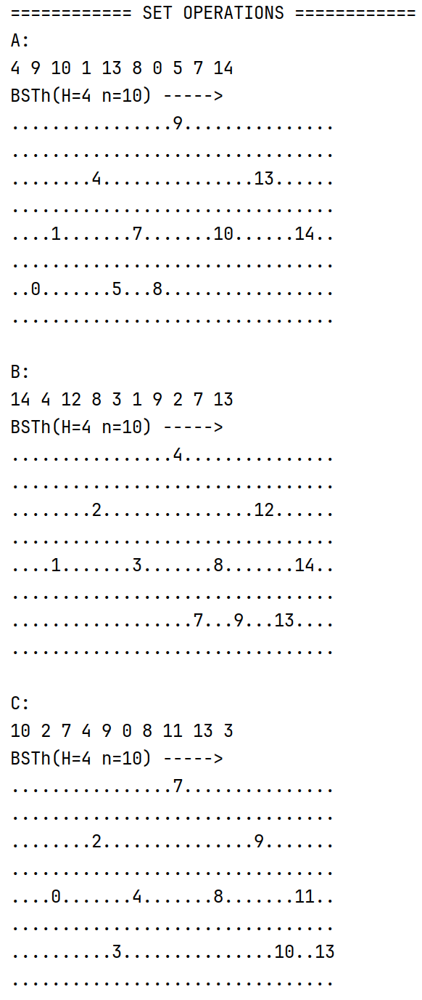 ============ SET OPERATIONS ============
A:
4 9 10 1 13 8 0 5 7 14
BSTh(H=4 n=10) ----->
................9...............
................................
........4...............13......
................................
....1.......7.......10......14..
................................
..0.......5...8.................
................................
B:
14 4 12 8 3 1 9 2 7 13
BSTh(H=4 n=10) ----->
................4...............
................................
........2...............12......
................................
....1.......3.......8.......14..
................................
..................7...9...13....
................................
C:
10 2 7 4 9 0 8 11 13 3
BSTh(H=4 n=10) ----->
................7...............
................................
........2...............9.......
................................
....0.......4.......8.......11..
................................
..........3...............10..13
................................